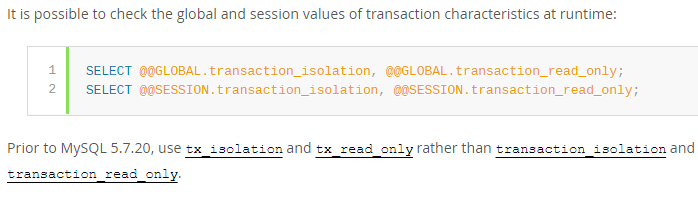 It is possible to check the global and session values of transaction characteristics at runtime:
1 SELECT @@GLOBAL.transaction_isolation, @@GLOBAL.transaction_read_only;
2 SELECT @@SESSION.transaction_isolation, @@SESSION.transaction_read_only;
Prior to MySQL 5.7.20, use tx_isolation and tx_read_only rather than transaction_isolation and
transaction_read_only.